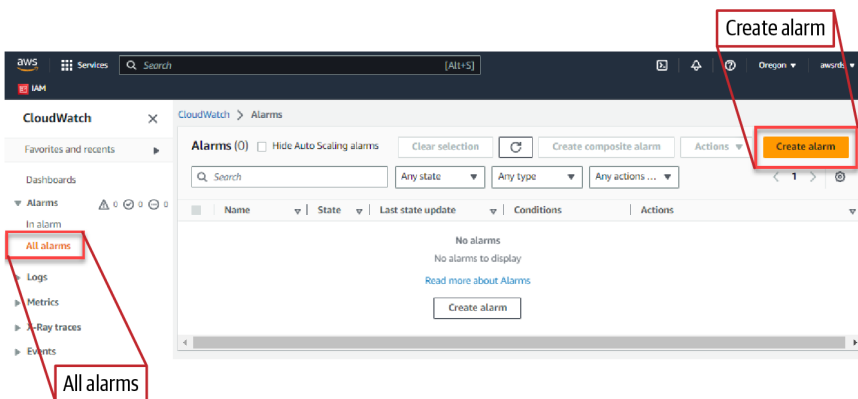 Create alarm
aws Services Search [Alt+S] Oregon awsrds
IAM
CloudWatch
Favorites and recents
Dashboards
Alarms 0 0 0
In alarm
All alarms
Logs
Metrics
X-Ray traces
Events
All alarms
CloudWatch > Alarms
Alarms (0) Hide Auto Scaling alarms Clear selection Create composite alarm Actions Create alarm
Search Any state Any type Any actions ... 1
Name State Last state update Conditions Actions
No alarms
No alarms to display
Read more about Alarms
Create alarm